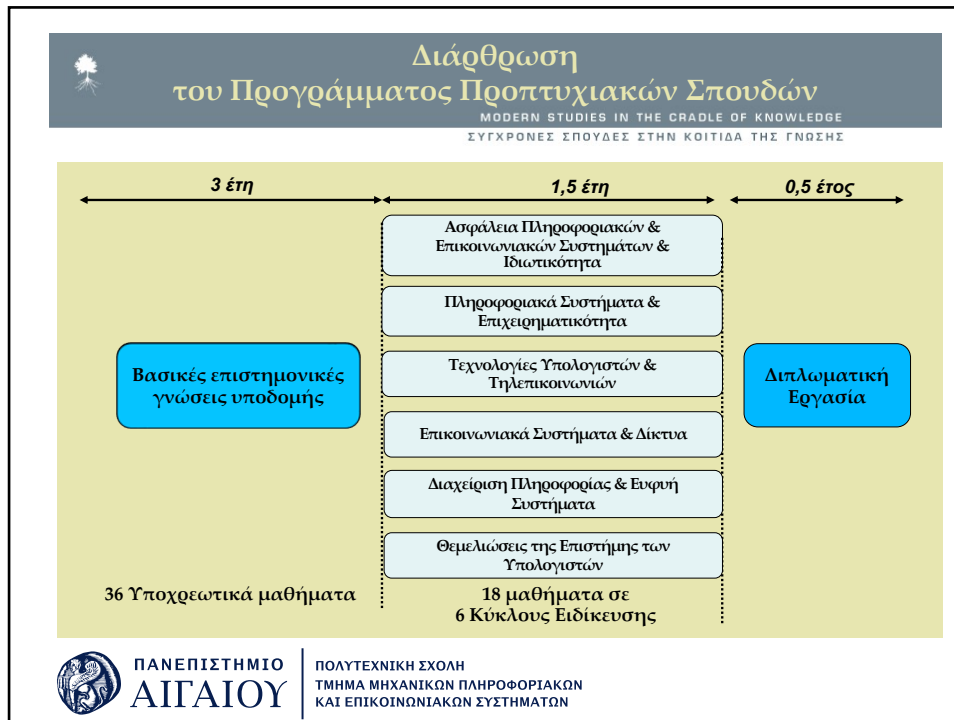 Διάρθρωση
του Προγράμματος Προπτυχιακών Σπουδών
MODERN STUDIES IN THE CRADLE OF KNOWLEDGE
ΣΥΓΧΡΟΝΕΣ ΣΠΟΥΔΕΣ ΣΤΗΝ ΚΟΙΤΙΔΑ ΤΗΣ ΓΝΩΣΗΣ
3 έτη
1,5 έτη
0,5 έτος
Ασφάλεια Πληροφοριακών &
Επικοινωνιακών Συστημάτων &
Ιδιωτικότητα
Πληροφοριακά Συστήματα &
Επιχειρηματικότητα
Βασικές επιστημονικές
γνώσεις υποδομής
Τεχνολογίες Υπολογιστών &
Τηλεπικοινωνιών
Διπλωματική
Εργασία
Επικοινωνιακά Συστήματα & Δίκτυα
Διαχείριση Πληροφορίας & Ευφυή
Συστήματα
Θεμελιώσεις της Επιστήμης των
Υπολογιστών
36 Υποχρεωτικά μαθήματα
18 μαθήματα σε
6 Κύκλους Ειδίκευσης
ΠΑΝΕΠΙΣΤΗΜΙΟ
ΑΙΓΑΙΟΥ
ΠΟΛΥΤΕΧΝΙΚΗ ΣΧΟΛΗ
ΤΜΗΜΑ ΜΗΧΑΝΙΚΩΝ ΠΛΗΡΟΦΟΡΙΑΚΩΝ
ΚΑΙ ΕΠΙΚΟΙΝΩΝΙΑΚΩΝ ΣΥΣΤΗΜΑΤΩΝ